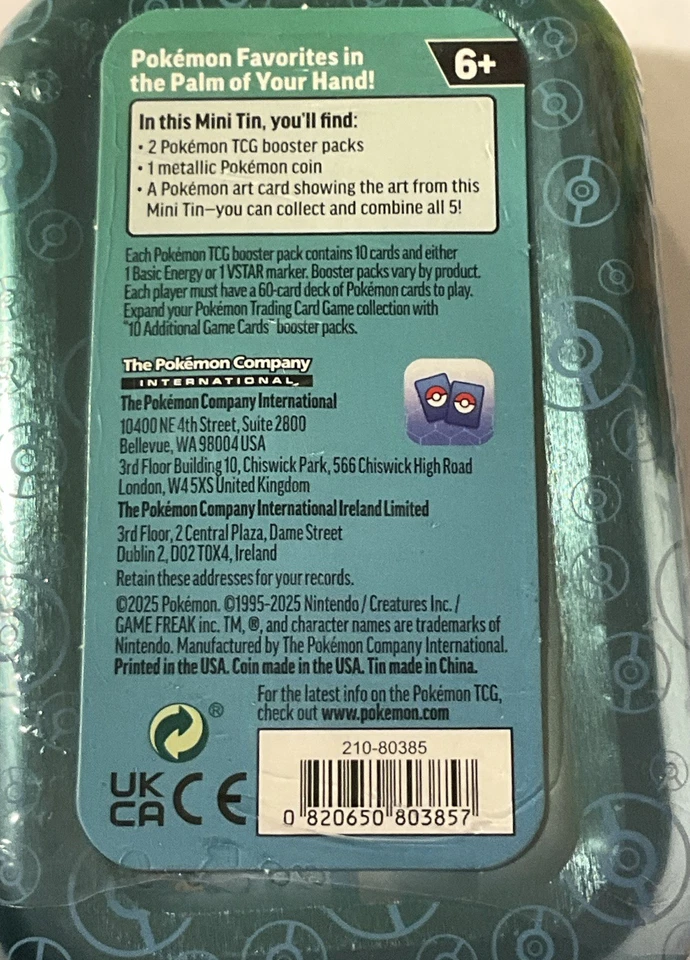 Pokémon Favorites in
the Palm of Your Hand!
6+
In this Mini Tin, you'll find:
• 2 Pokémon TCG booster packs
• 1 metallic Pokémon coin
• A Pokémon art card showing the art from this
Mini Tin—you can collect and combine all 5!
Each Pokémon TCG booster pack contains 10 cards and either
1 Basic Energy or 1 VSTAR marker. Booster packs vary by product.
Each player must have a 60-card deck of Pokémon cards to play.
Expand your Pokémon Trading Card Game collection with
"10 Additional Game Cards" booster packs.
The Pokémon Company
INTERNATIONAL
The Pokémon Company International
10400 NE 4th Street, Suite 2800
Bellevue, WA 98004 USA
3rd Floor Building 10, Chiswick Park, 566 Chiswick High Road
London, W4 5XS United Kingdom
The Pokémon Company International Ireland Limited
3rd Floor, 2 Central Plaza, Dame Street
Dublin 2, D02 T0X4, Ireland
Retain these addresses for your records.
©2025 Pokémon. ©1995–2025 Nintendo / Creatures Inc. /
GAME FREAK inc. TM, ®, and character names are trademarks of
Nintendo. Manufactured by The Pokémon Company International.
Printed in the USA. Coin made in the USA. Tin made in China.
For the latest info on the Pokémon TCG,
check out www.pokemon.com
®
UK
CA CE
210-80385
0 820650 803857